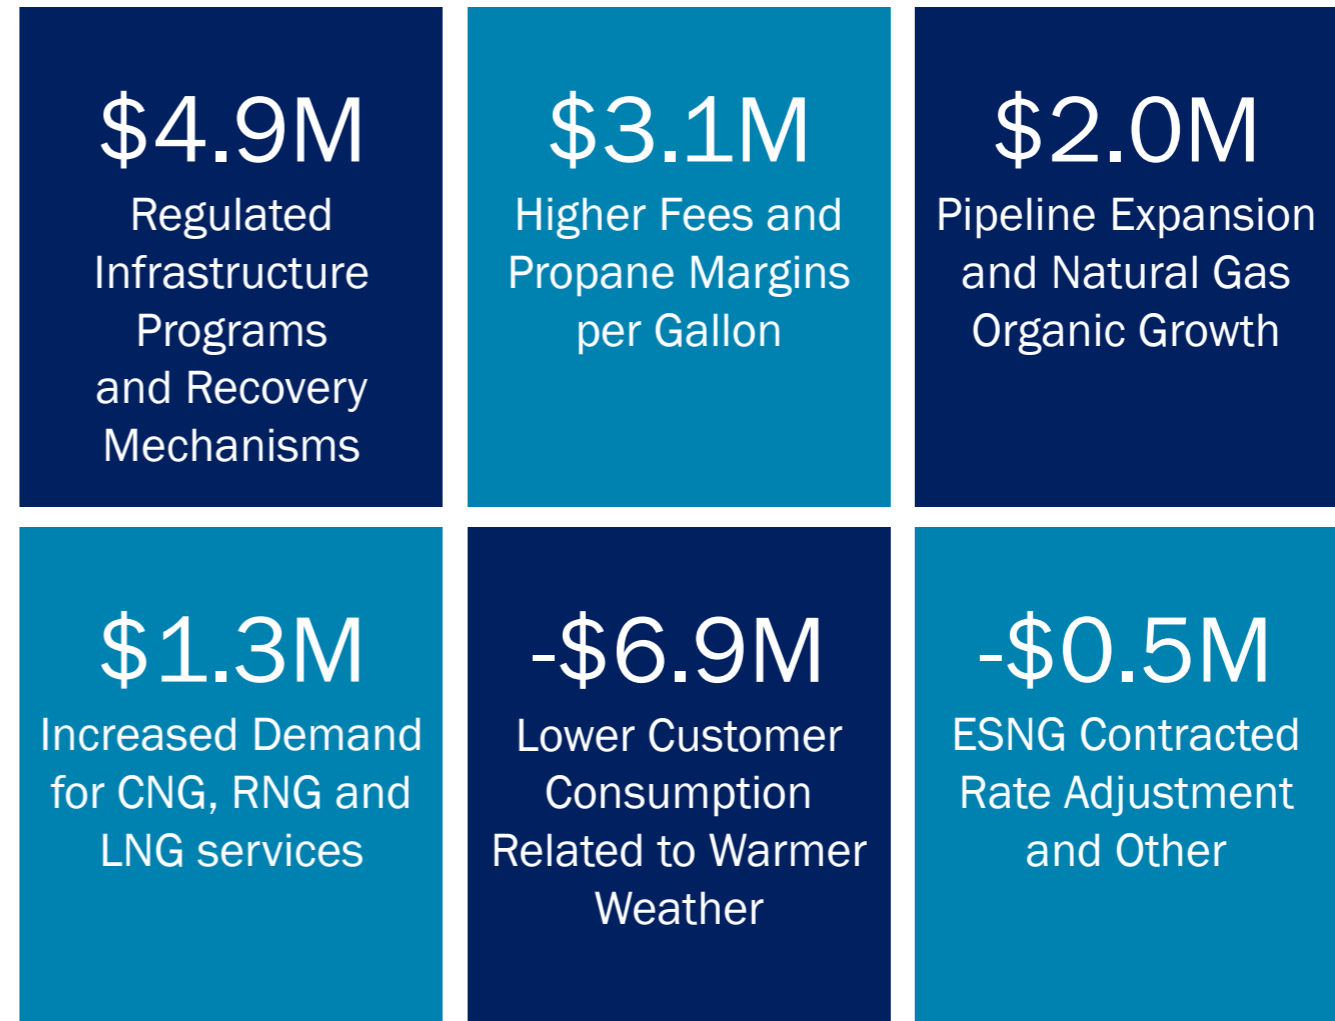 $4.9M
Regulated
Infrastructure
Programs
and Recovery
Mechanisms
$3.1M
Higher Fees and
Propane Margins
per Gallon
$2.0M
Pipeline Expansion
and Natural Gas
Organic Growth
$1.3M
Increased Demand
for CNG, RNG and
LNG services
-$6.9M
Lower Customer
Consumption
Related to Warmer
Weather
-$0.5M
ESNG Contracted
Rate Adjustment
and Other